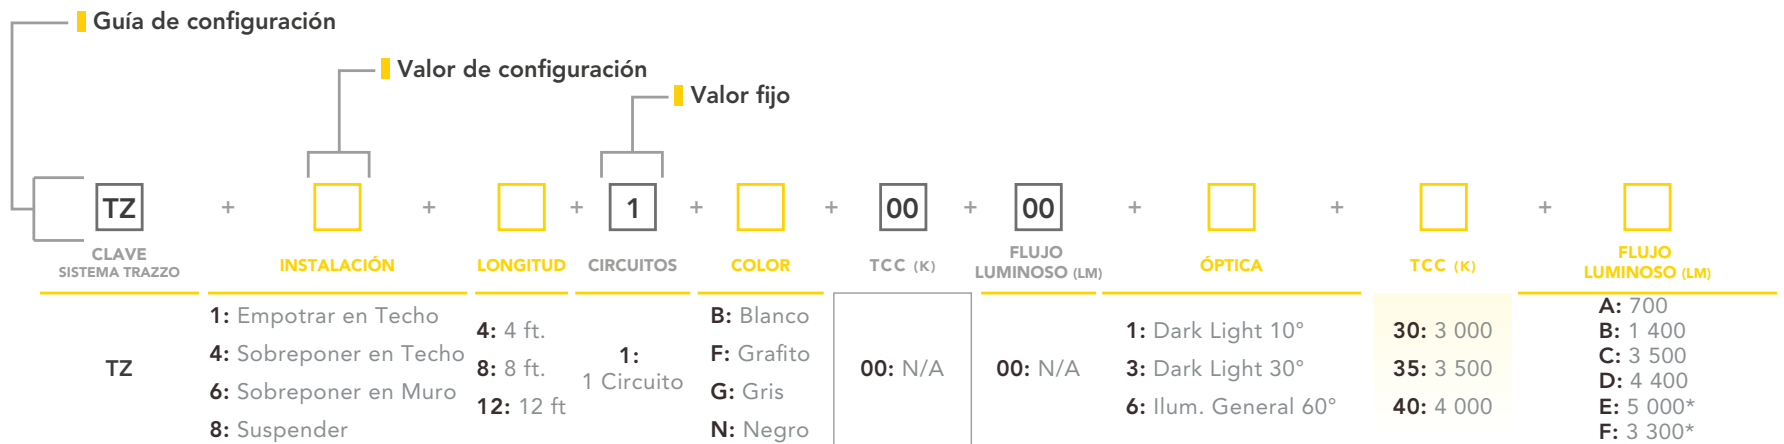 Guía de configuración
Valor de configuración
Valor fijo
TZ + + + 1 + + 00 + 00 + + +
CLAVE
SISTEMA TRAZZO
INSTALACIÓN
LONGITUD
CIRCUITOS
COLOR
TCC (K)
FLUJO
LUMINOSO (LM)
ÓPTICA
TCC (K)
FLUJO
LUMINOSO (LM)
TZ
1: Empotrar en Techo
4: Sobreponer en Techo
6: Sobreponer en Muro
8: Suspender
4: 4 ft.
8: 8 ft.
12: 12 ft
1:
1 Circuito
B: Blanco
F: Grafito
G: Gris
N: Negro
00: N/A
00: N/A
1: Dark Light 10°
3: Dark Light 30°
6: Ilum. General 60°
30: 3 000
35: 3 500
40: 4 000
A: 700
B: 1 400
C: 3 500
D: 4 400
E: 5 000*
F: 3 300*